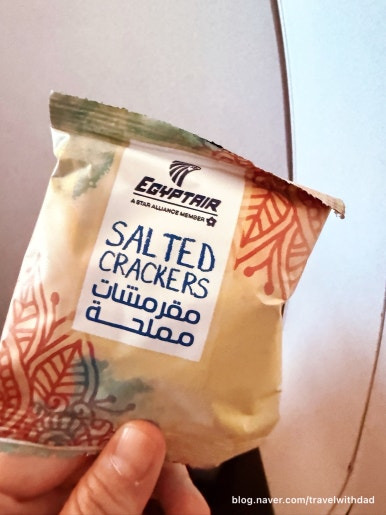 EGYPTAIR
A STAR ALLIANCE MEMBER
SALTED
CRACKERS
مقرمشات
مملحة
blog.naver.com/travelwithdad